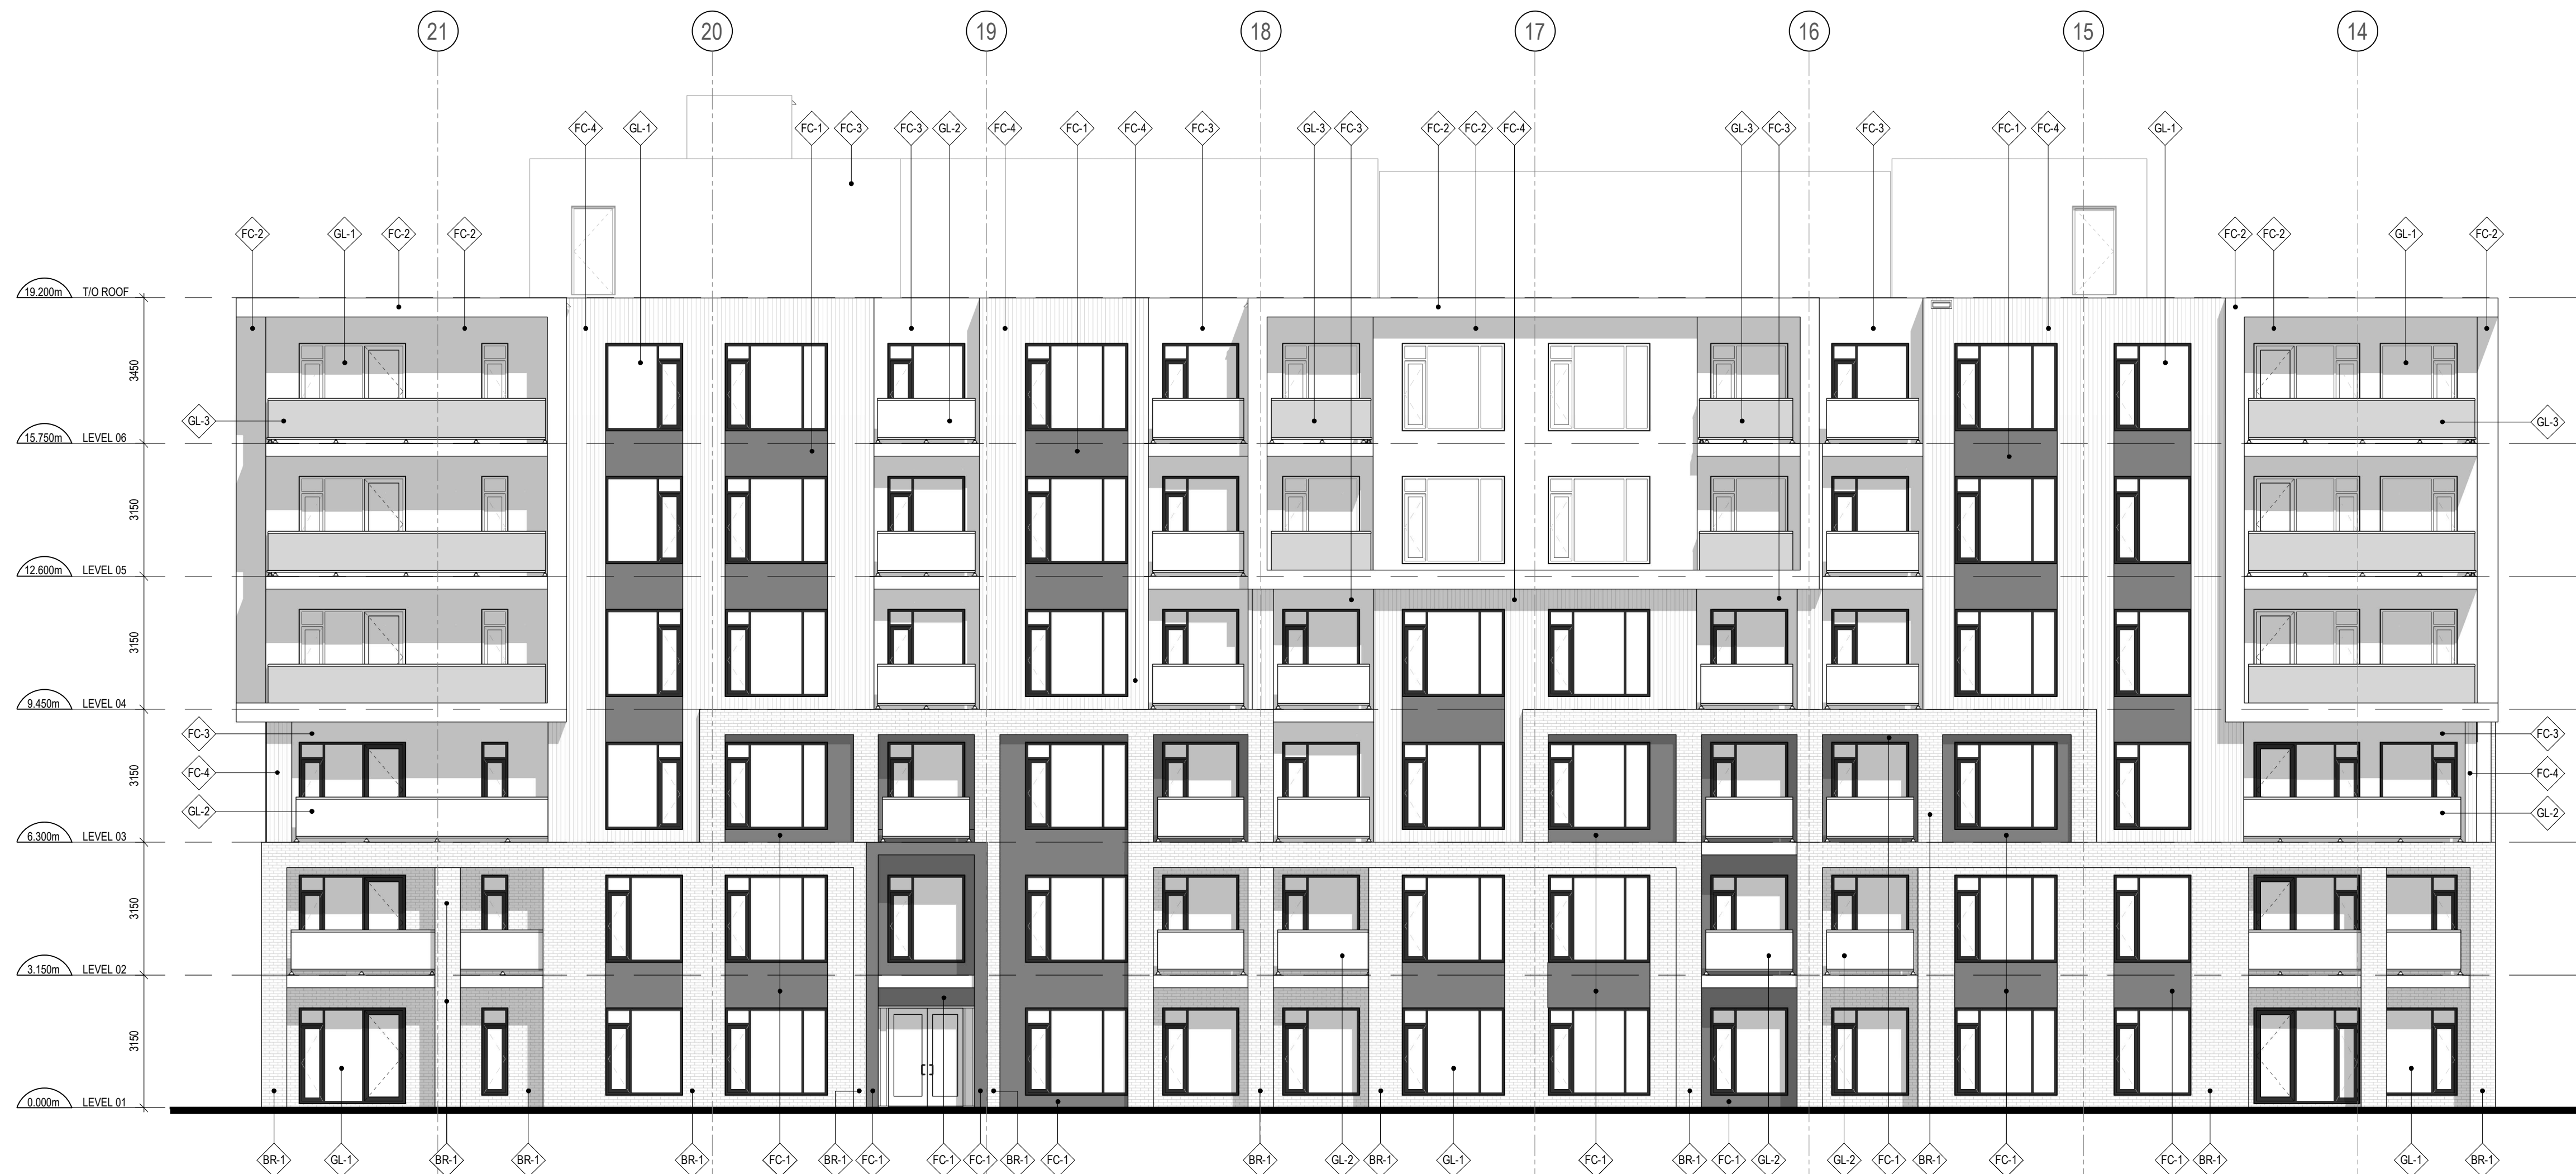 21 20 19 18 17 16 15 14
FC-4 GL-1 FC-1 FC-3 FC-3 GL-2 FC-4 FC-1 FC-4 FC-3 GL-3 FC-3 FC-2 FC-2 FC-4 GL-3 FC-3 FC-3 FC-1 FC-4 GL-1
FC-2 GL-1 FC-2 FC-2 FC-2 FC-2 GL-1 FC-2
19.200m T/O ROOF
3450
GL-3 GL-3
15.750m LEVEL 06
3150
12.600m LEVEL 05
3150
9.450m LEVEL 04
FC-3 FC-3
3150
FC-4 FC-4
GL-2 GL-2
6.300m LEVEL 03
3150
3.150m LEVEL 02
3150
0.000m LEVEL 01
BR-1 GL-1 BR-1 BR-1 BR-1 FC-1 BR-1 FC-1 FC-1 FC-1 BR-1 FC-1 BR-1 GL-2 BR-1 GL-1 FC-1 BR-1 FC-1 GL-2 GL-2 FC-1 BR-1 FC-1 FC-1 BR-1 GL-1 BR-1